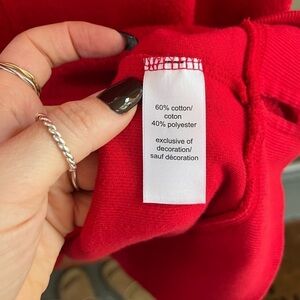 60% cotton/
coton
40% polyester
exclusive of
decoration/
sauf décoration